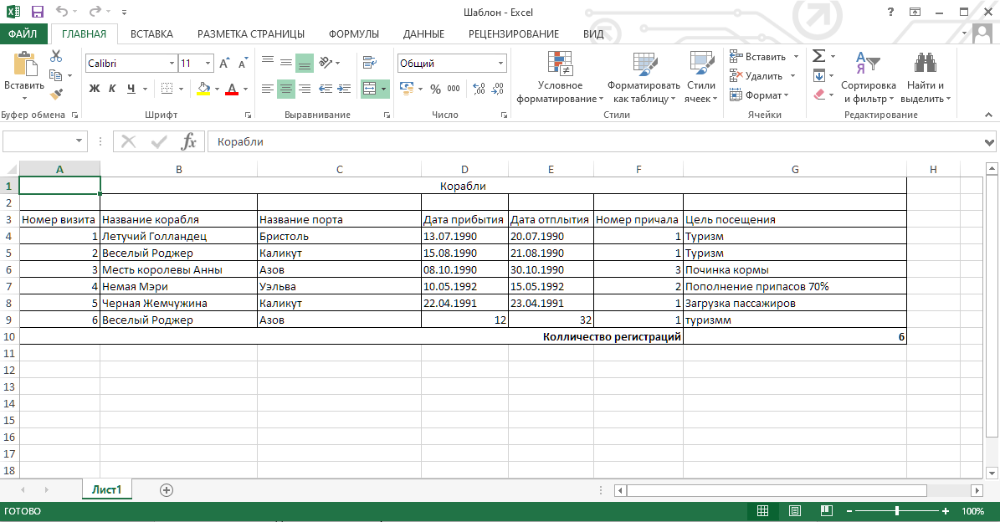 Шаблон - Excel
ФАЙЛ ГЛАВНАЯ ВСТАВКА РАЗМЕТКА СТРАНИЦЫ ФОРМУЛЫ ДАННЫЕ РЕЦЕНЗИРОВАНИЕ ВИД
Вставить
Calibri 11
Ж К Ч
Общий
% 000
Условное форматирование
Форматировать как таблицу
Стили ячеек
Вставить
Удалить
Формат
Сортировка и фильтр
Найти и выделить
Буфер обмена Шрифт Выравнивание Число Стили Ячейки Редактирование
fx Корабли
A B C D E F G H
1 Корабли
2
3 Номер визита Название корабля Название порта Дата прибытия Дата отплытия Номер причала Цель посещения
4 1 Летучий Голландец Бристоль 13.07.1990 20.07.1990 1 Туризм
5 2 Веселый Роджер Каликут 15.08.1990 21.08.1990 1 Туризм
6 3 Месть королевы Анны Азов 08.10.1990 30.10.1990 3 Починка кормы
7 4 Немая Мэри Уэльва 10.05.1992 15.05.1992 2 Пополнение припасов 70%
8 5 Черная Жемчужина Каликут 22.04.1991 23.04.1991 1 Загрузка пассажиров
9 6 Веселый Роджер Азов 12 32 1 туризмм
10 Колличество регистраций 6
11
12
13
14
15
16
17
18
Лист1
ГОТОВО 100%